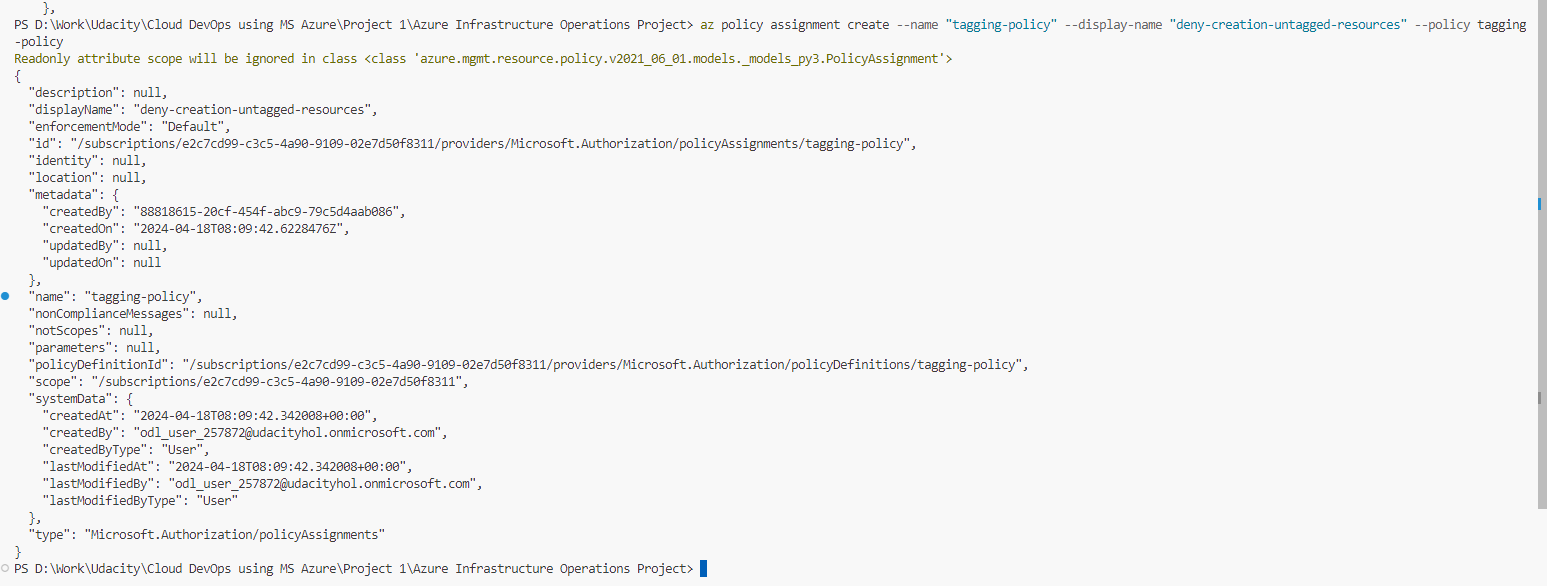 },
PS D:\Work\Udacity\Cloud DevOps using MS Azure\Project 1\Azure Infrastructure Operations Project> az policy assignment create --name "tagging-policy" --display-name "deny-creation-untagged-resources" --policy tagging
-policy
Readonly attribute scope will be ignored in class <class 'azure.mgmt.resource.policy.v2021_06_01.models._models_py3.PolicyAssignment'>
{
  "description": null,
  "displayName": "deny-creation-untagged-resources",
  "enforcementMode": "Default",
  "id": "/subscriptions/e2c7cd99-c3c5-4a90-9109-02e7d50f8311/providers/Microsoft.Authorization/policyAssignments/tagging-policy",
  "identity": null,
  "location": null,
  "metadata": {
    "createdBy": "88818615-20cf-454f-abc9-79c5d4aab086",
    "createdOn": "2024-04-18T08:09:42.6228476Z",
    "updatedBy": null,
    "updatedOn": null
  },
  "name": "tagging-policy",
  "nonComplianceMessages": null,
  "notScopes": null,
  "parameters": null,
  "policyDefinitionId": "/subscriptions/e2c7cd99-c3c5-4a90-9109-02e7d50f8311/providers/Microsoft.Authorization/policyDefinitions/tagging-policy",
  "scope": "/subscriptions/e2c7cd99-c3c5-4a90-9109-02e7d50f8311",
  "systemData": {
    "createdAt": "2024-04-18T08:09:42.342008+00:00",
    "createdBy": "odl_user_257872@udacityhol.onmicrosoft.com",
    "createdByType": "User",
    "lastModifiedAt": "2024-04-18T08:09:42.342008+00:00",
    "lastModifiedBy": "odl_user_257872@udacityhol.onmicrosoft.com",
    "lastModifiedByType": "User"
  },
  "type": "Microsoft.Authorization/policyAssignments"
}
PS D:\Work\Udacity\Cloud DevOps using MS Azure\Project 1\Azure Infrastructure Operations Project>